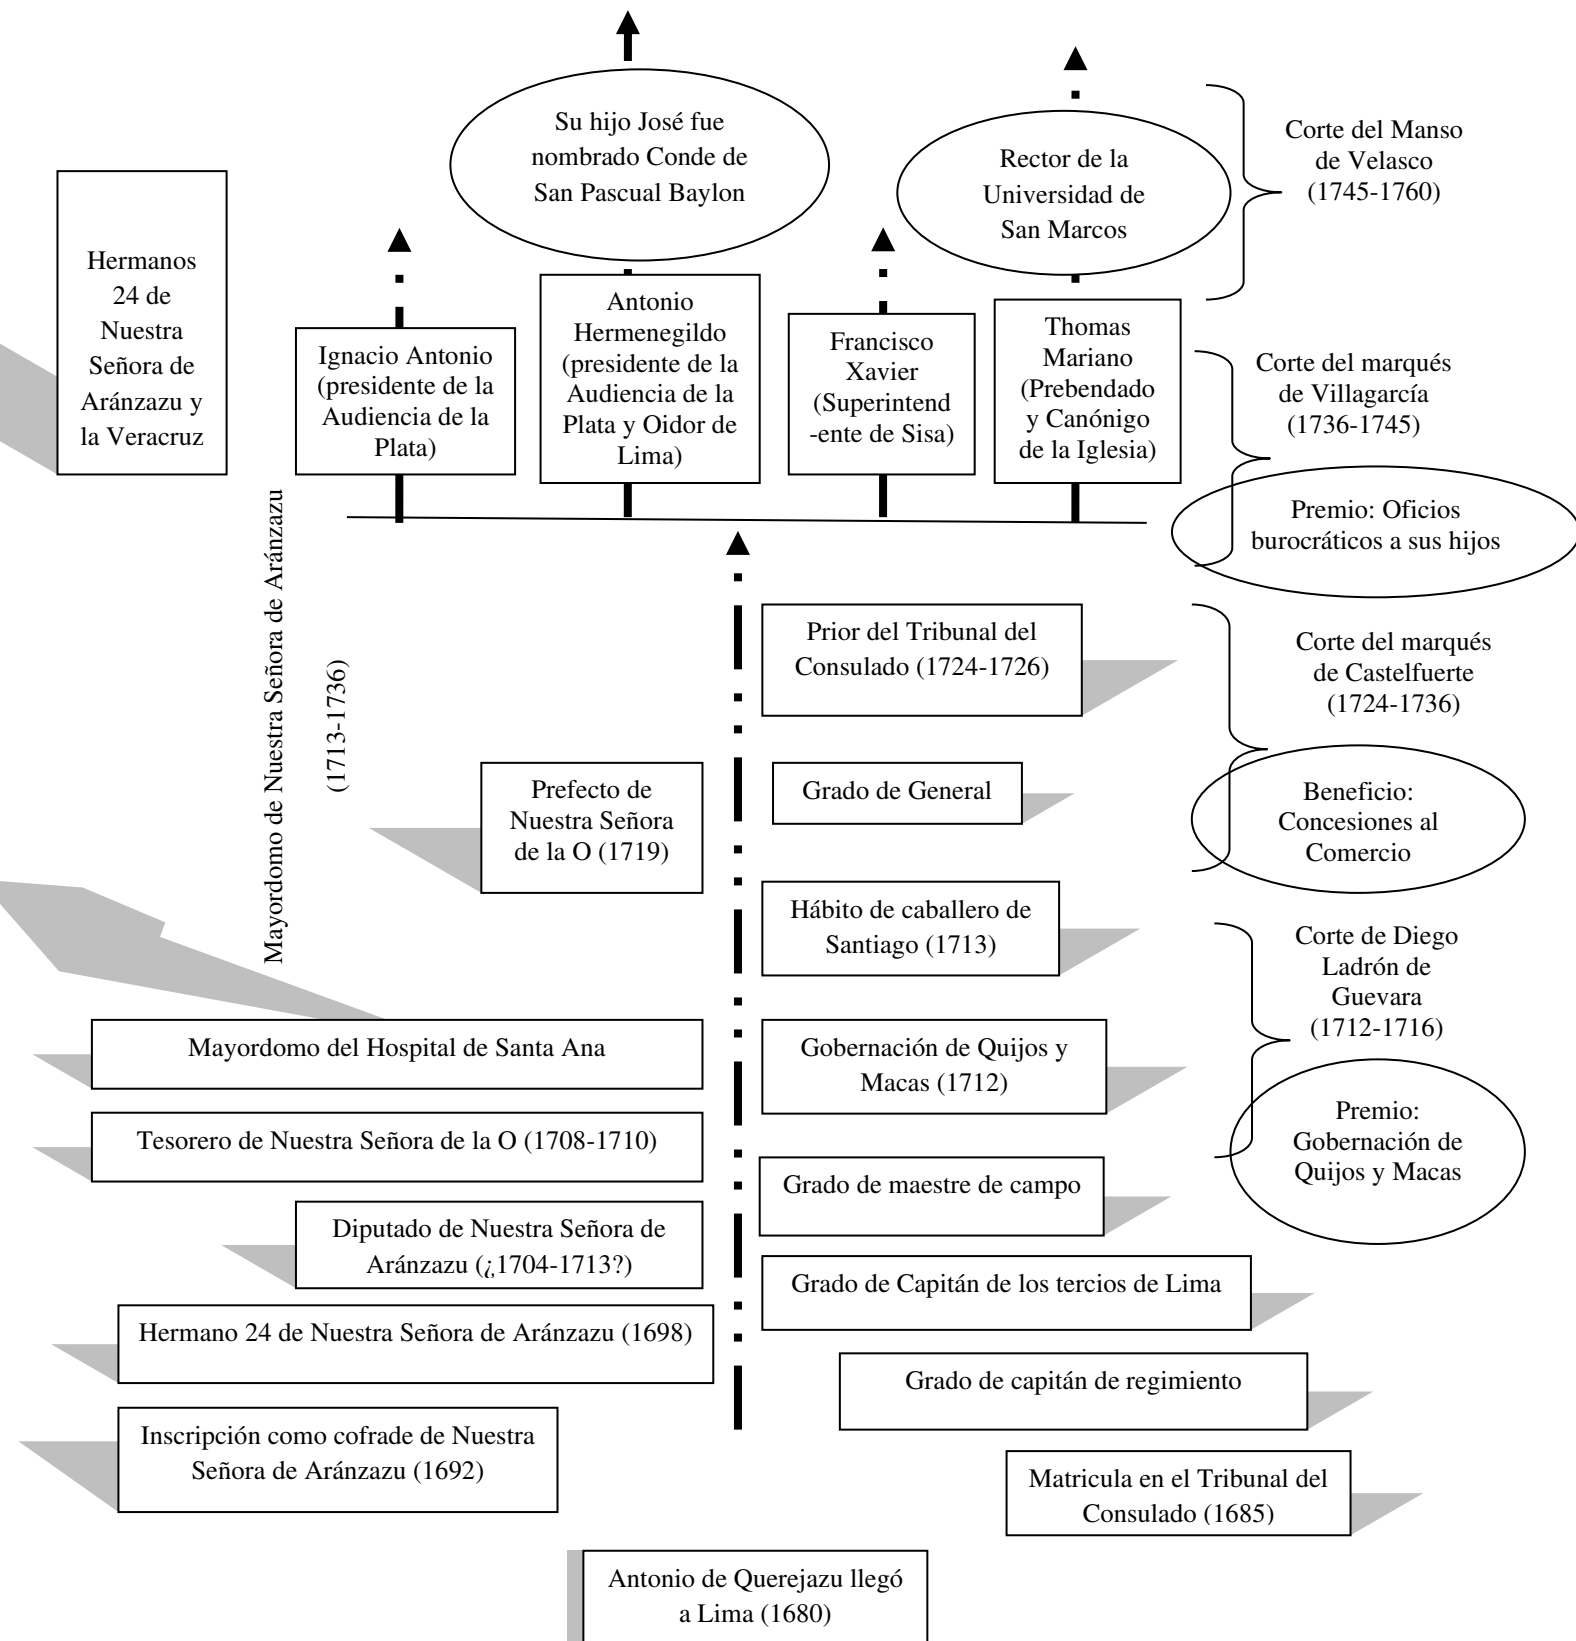 Su hijo José fue
nombrado Conde de
San Pascual Baylon
Rector de la
Universidad de
San Marcos
Corte del Manso
de Velasco
(1745-1760)
Hermanos
24 de
Nuestra
Señora de
Aránzazu y
la Veracruz
Ignacio Antonio
(presidente de la
Audiencia de la
Plata)
Antonio
Hermenegildo
(presidente de la
Audiencia de la
Plata y Oidor de
Lima)
Francisco
Xavier
(Superintend
-ente de Sisa)
Thomas
Mariano
(Prebendado
y Canónigo
de la Iglesia)
Corte del marqués
de Villagarcía
(1736-1745)
Premio: Oficios
burocráticos a sus hijos
Mayordomo de Nuestra Señora de Aránzazu
(1713-1736)
Prior del Tribunal del
Consulado (1724-1726)
Corte del marqués
de Castelfuerte
(1724-1736)
Prefecto de
Nuestra Señora
de la O (1719)
Grado de General
Beneficio:
Concesiones al
Comercio
Hábito de caballero de
Santiago (1713)
Corte de Diego
Ladrón de
Guevara
(1712-1716)
Mayordomo del Hospital de Santa Ana
Gobernación de Quijos y
Macas (1712)
Premio:
Gobernación de
Quijos y Macas
Tesorero de Nuestra Señora de la O (1708-1710)
Grado de maestre de campo
Diputado de Nuestra Señora de
Aránzazu (¿1704-1713?)
Grado de Capitán de los tercios de Lima
Hermano 24 de Nuestra Señora de Aránzazu (1698)
Grado de capitán de regimiento
Inscripción como cofrade de Nuestra
Señora de Aránzazu (1692)
Matricula en el Tribunal del
Consulado (1685)
Antonio de Querejazu llegó
a Lima (1680)